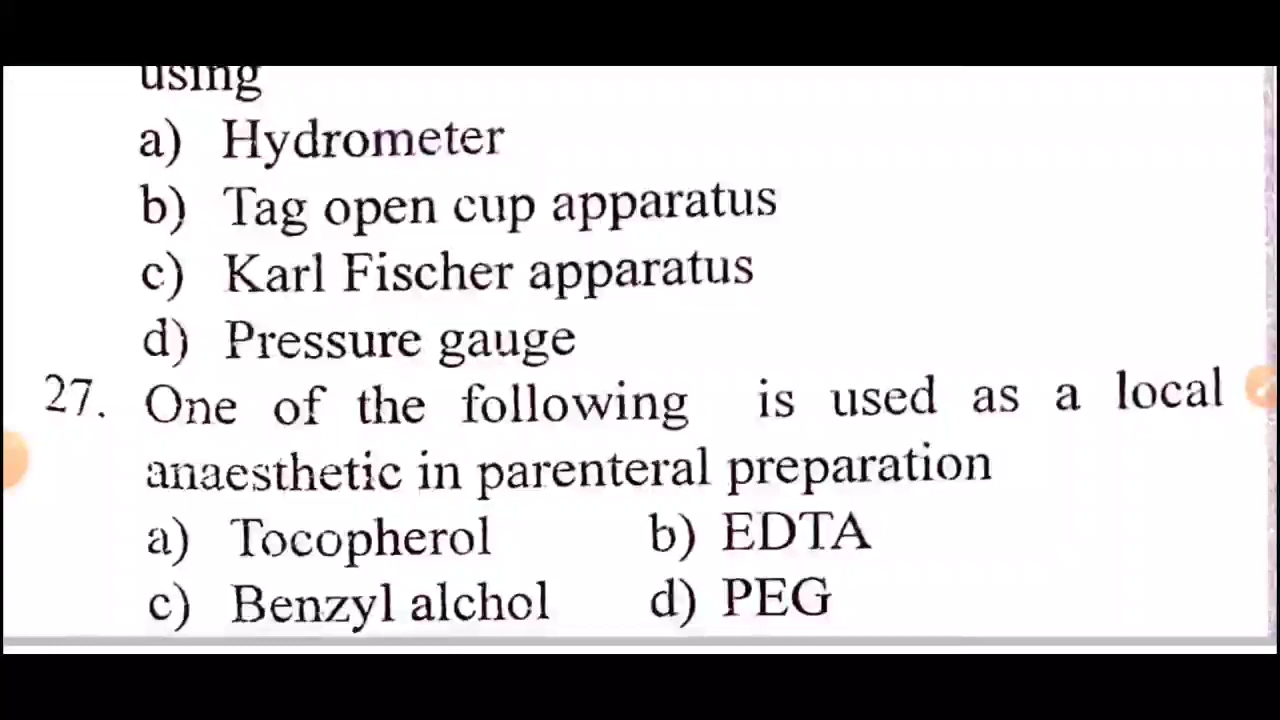 using
a) Hydrometer
b) Tag open cup apparatus
c) Karl Fischer apparatus
d) Pressure gauge
27. One of the following is used as a local
anaesthetic in parenteral preparation
a) Tocopherol b) EDTA
c) Benzyl alchol d) PEG